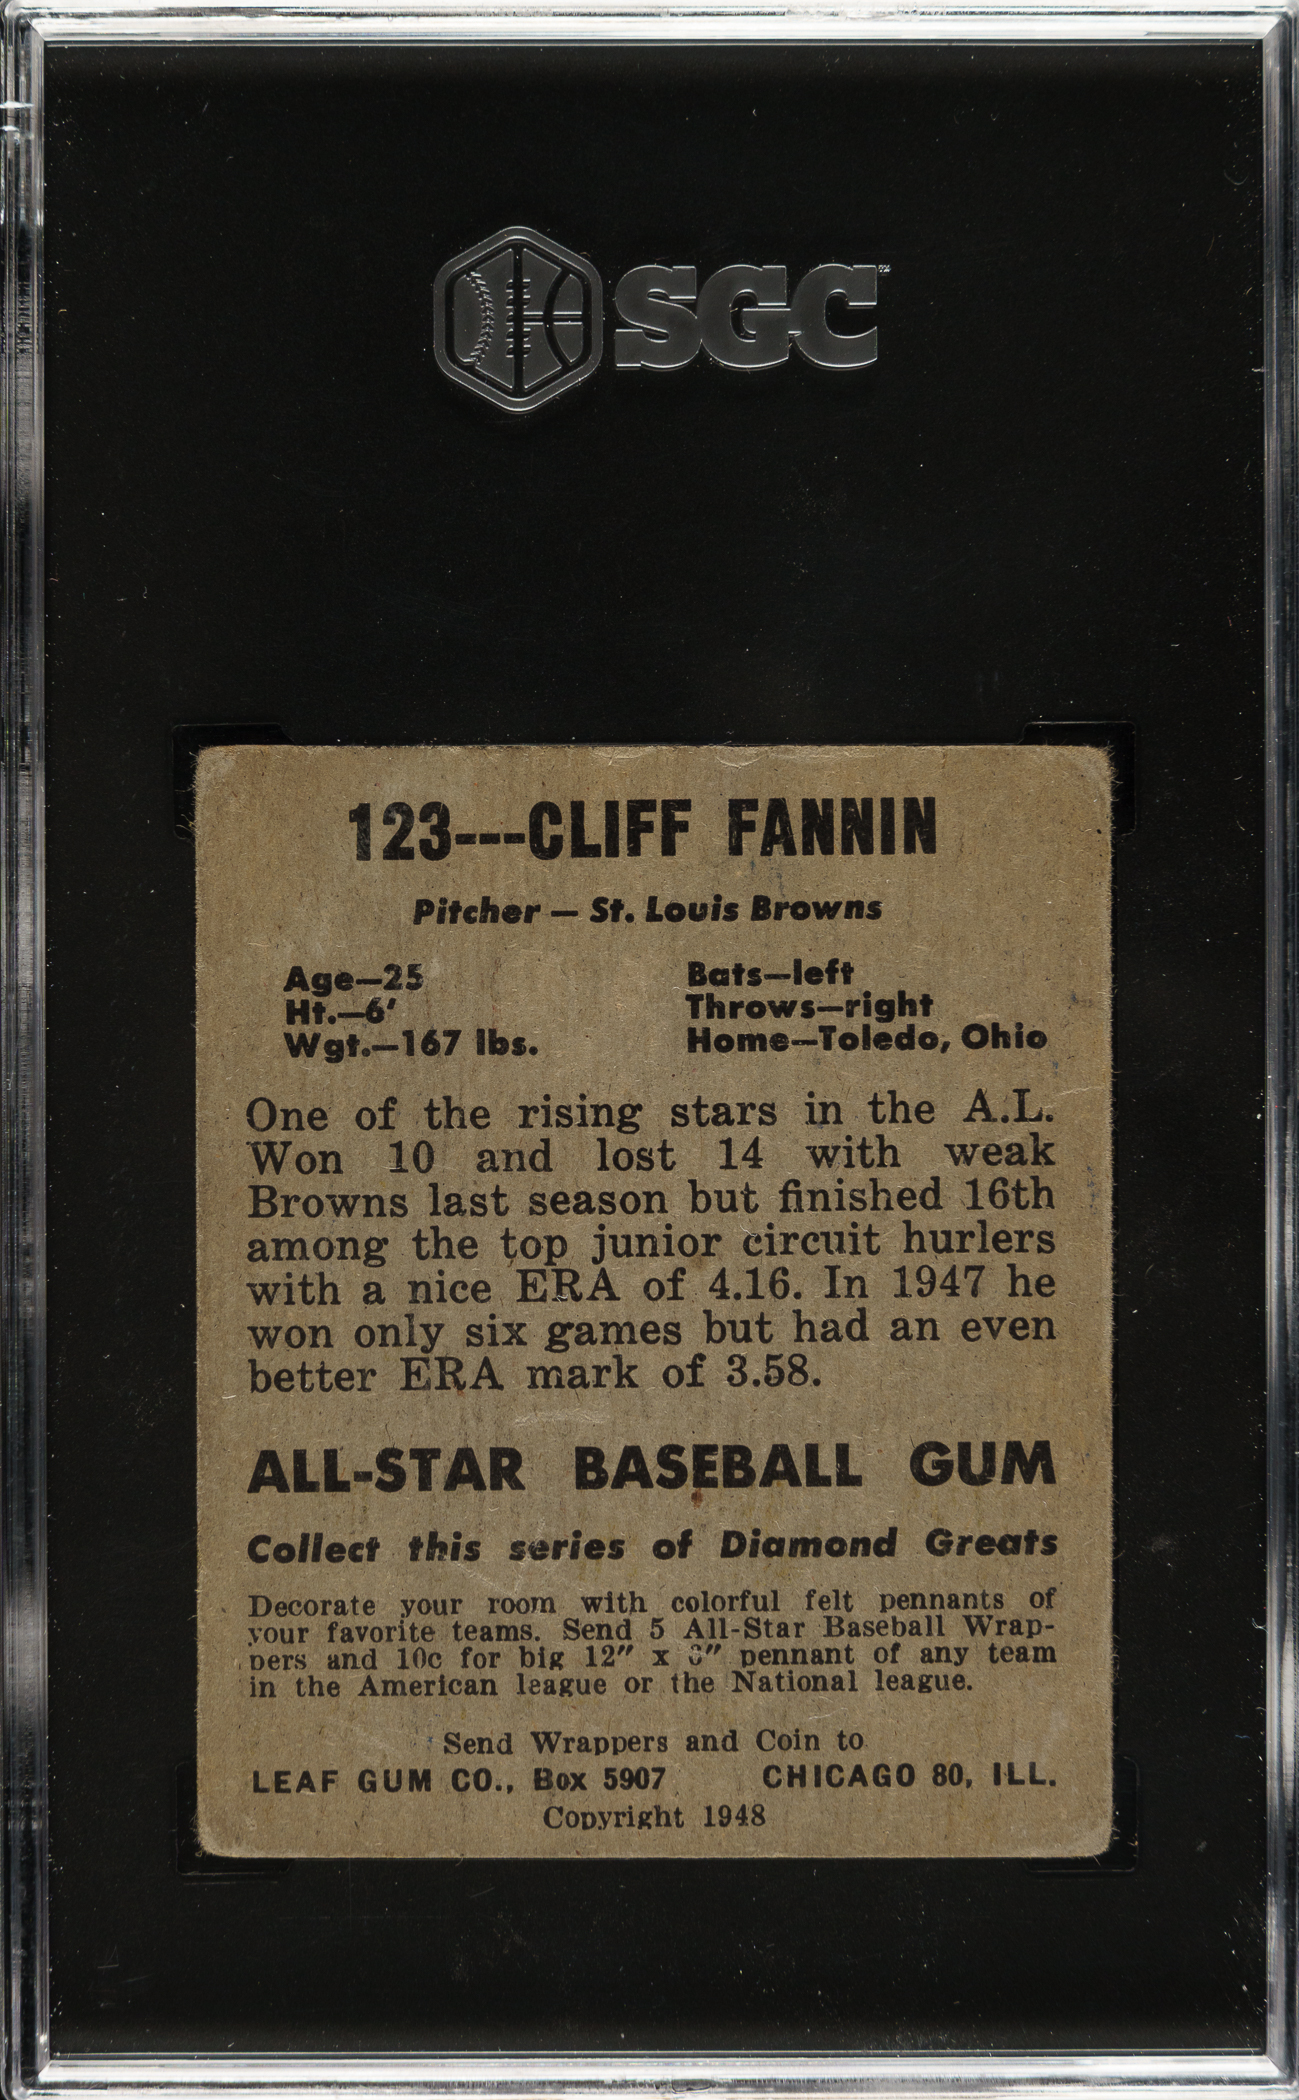 SGC
123---CLIFF FANNIN
Pitcher — St. Louis Browns
Age—25
Ht.—6'
Wgt.—167 lbs.
Bats—left
Throws—right
Home—Toledo, Ohio
One of the rising stars in the A.L.
Won 10 and lost 14 with weak
Browns last season but finished 16th
among the top junior circuit hurlers
with a nice ERA of 4.16. In 1947 he
won only six games but had an even
better ERA mark of 3.58.
ALL-STAR BASEBALL GUM
Collect this series of Diamond Greats
Decorate your room with colorful felt pennants of
your favorite teams. Send 5 All-Star Baseball Wrap-
pers and 10c for big 12" x 6" pennant of any team
in the American league or the National league.
Send Wrappers and Coin to
LEAF GUM CO., Box 5907 CHICAGO 80, ILL.
Copyright 1948